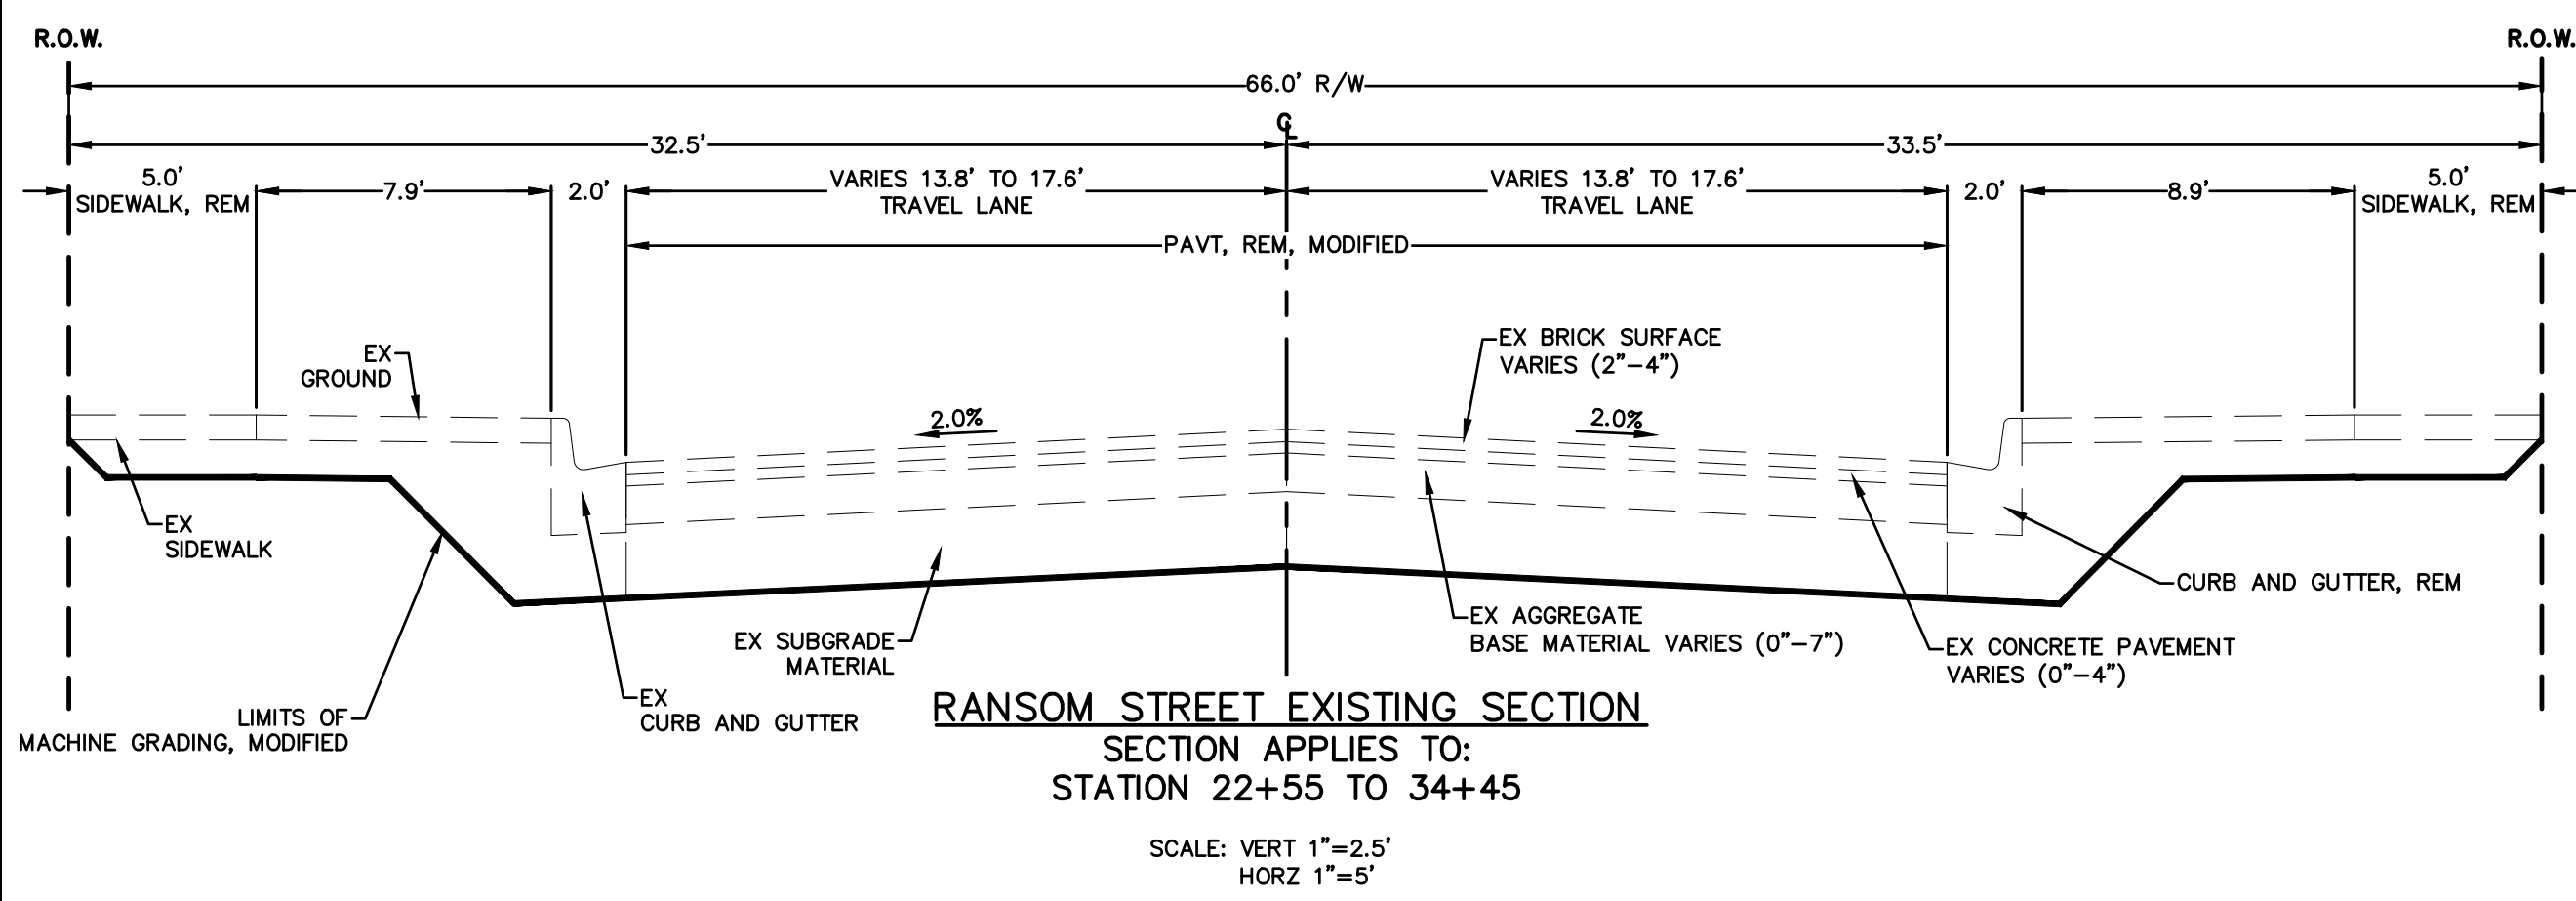 R.O.W.
R.O.W.
66.0' R/W
CL
32.5'
33.5'
5.0'
SIDEWALK, REM
7.9'
2.0'
VARIES 13.8' TO 17.6'
TRAVEL LANE
VARIES 13.8' TO 17.6'
TRAVEL LANE
2.0'
8.9'
5.0'
SIDEWALK, REM
PAVT, REM, MODIFIED
EX
GROUND
2.0%
2.0%
EX BRICK SURFACE
VARIES (2"-4")
EX
SIDEWALK
EX SUBGRADE
MATERIAL
EX AGGREGATE
BASE MATERIAL VARIES (0"-7")
CURB AND GUTTER, REM
EX CONCRETE PAVEMENT
VARIES (0"-4")
LIMITS OF
MACHINE GRADING, MODIFIED
EX
CURB AND GUTTER
RANSOM STREET EXISTING SECTION
SECTION APPLIES TO:
STATION 22+55 TO 34+45
SCALE: VERT 1"=2.5'
HORZ 1"=5'